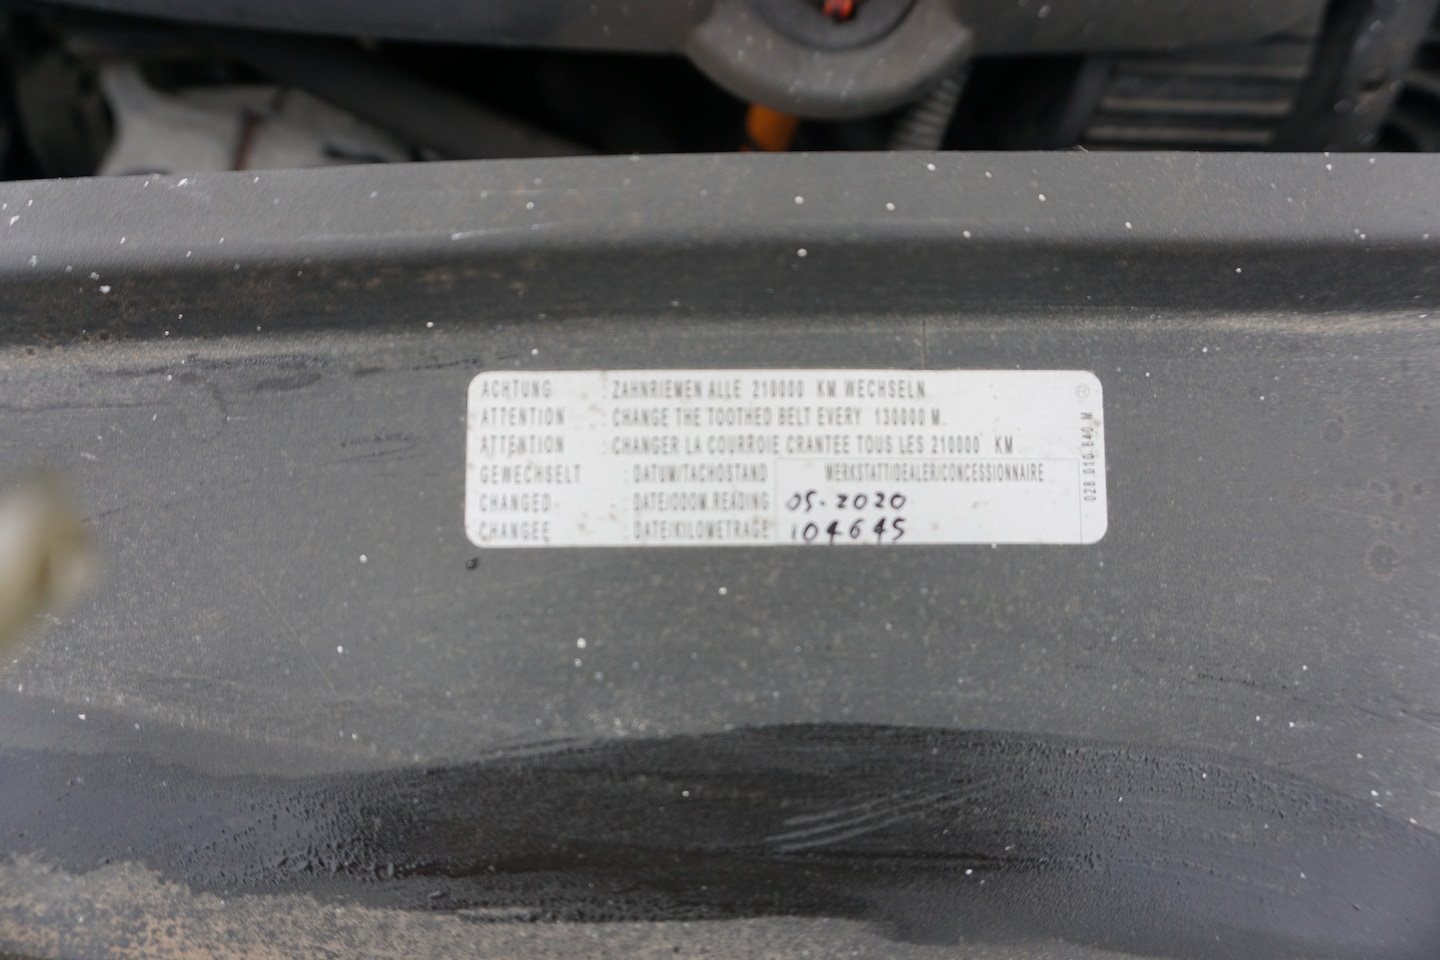 ACHTUNG : ZAHNRIEMEN ALLE 210000 KM WECHSELN
ATTENTION : CHANGE THE TOOTHED BELT EVERY 130000 M.
ATTENTION : CHANGER LA COURROIE CRANTEE TOUS LES 210000 KM
GEWECHSELT : DATUM/TACHOSTAND WERKSTATT/DEALER/CONCESSIONNAIRE
CHANGED : DATE/ODOM.READING 05-2020
CHANGEE : DATE/KILOMETRAGE 104645
®
028 010 840 M